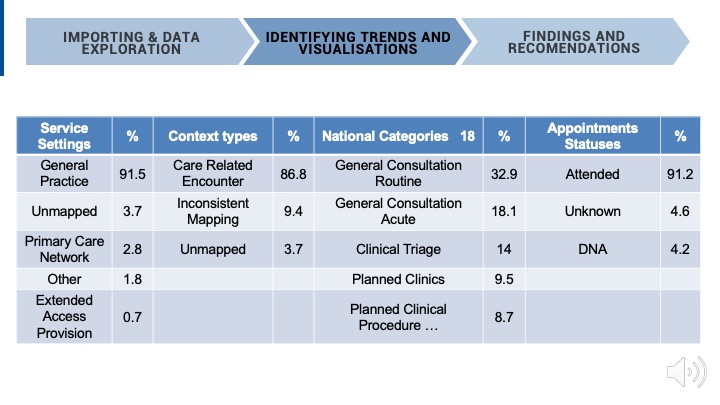 IMPORTING & DATA
EXPLORATION
IDENTIFYING TRENDS AND
VISUALISATIONS
FINDINGS AND
RECOMENDATIONS
Service
Settings
%
Context types
%
National Categories 18
%
Appointments
Statuses
%
General
Practice
91.5
Care Related
Encounter
86.8
General Consultation
Routine
32.9
Attended
91.2
Unmapped
3.7
Inconsistent
Mapping
9.4
General Consultation
Acute
18.1
Unknown
4.6
Primary Care
Network
2.8
Unmapped
3.7
Clinical Triage
14
DNA
4.2
Other
1.8
Planned Clinics
9.5
Extended
Access
Provision
0.7
Planned Clinical
Procedure …
8.7